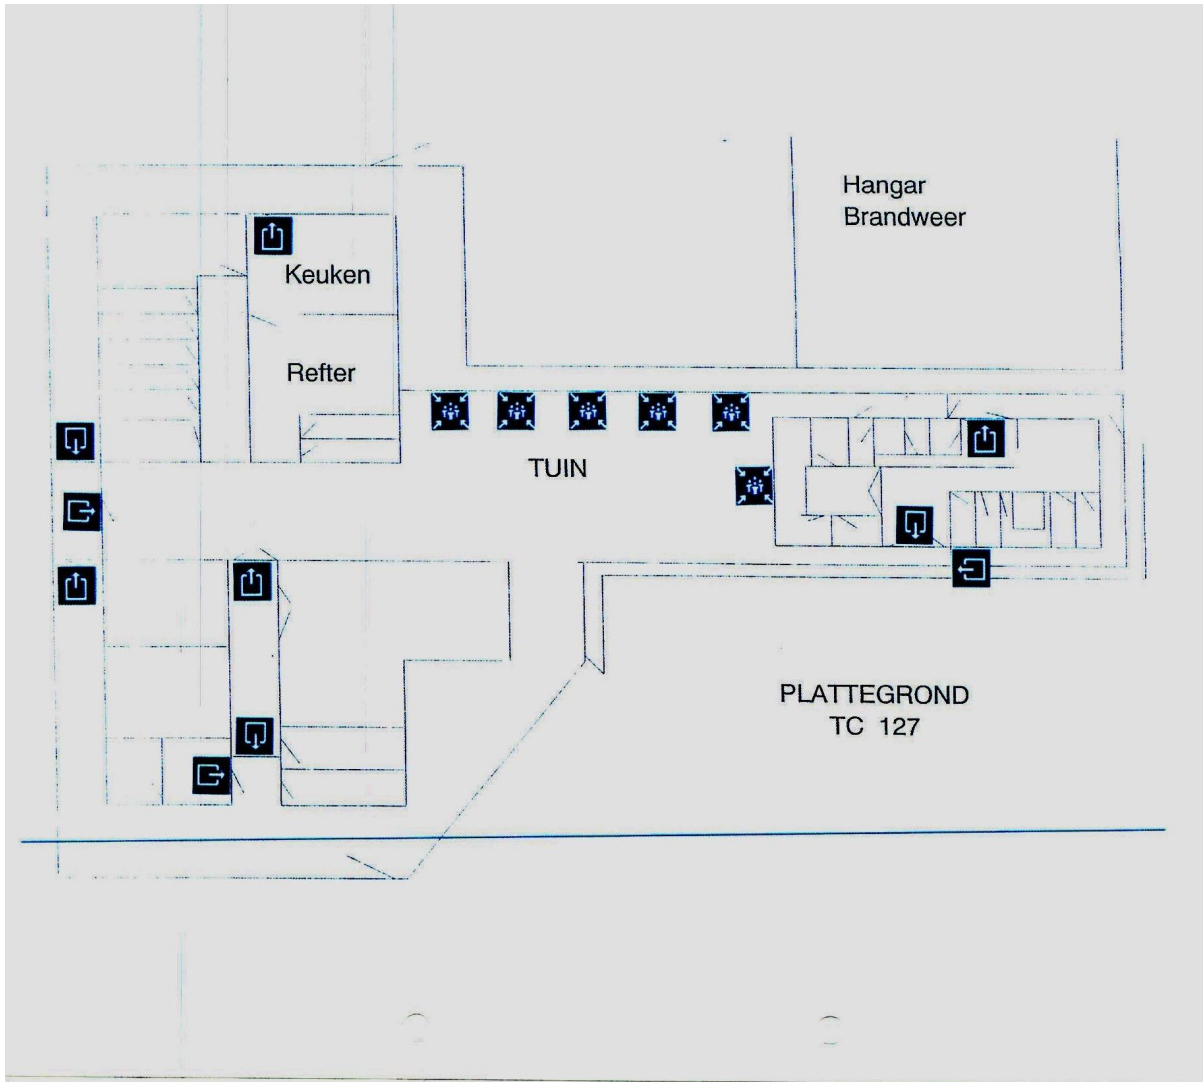 Hangar
Brandweer
Keuken
Refter
TUIN
PLATTEGROND
TC 127